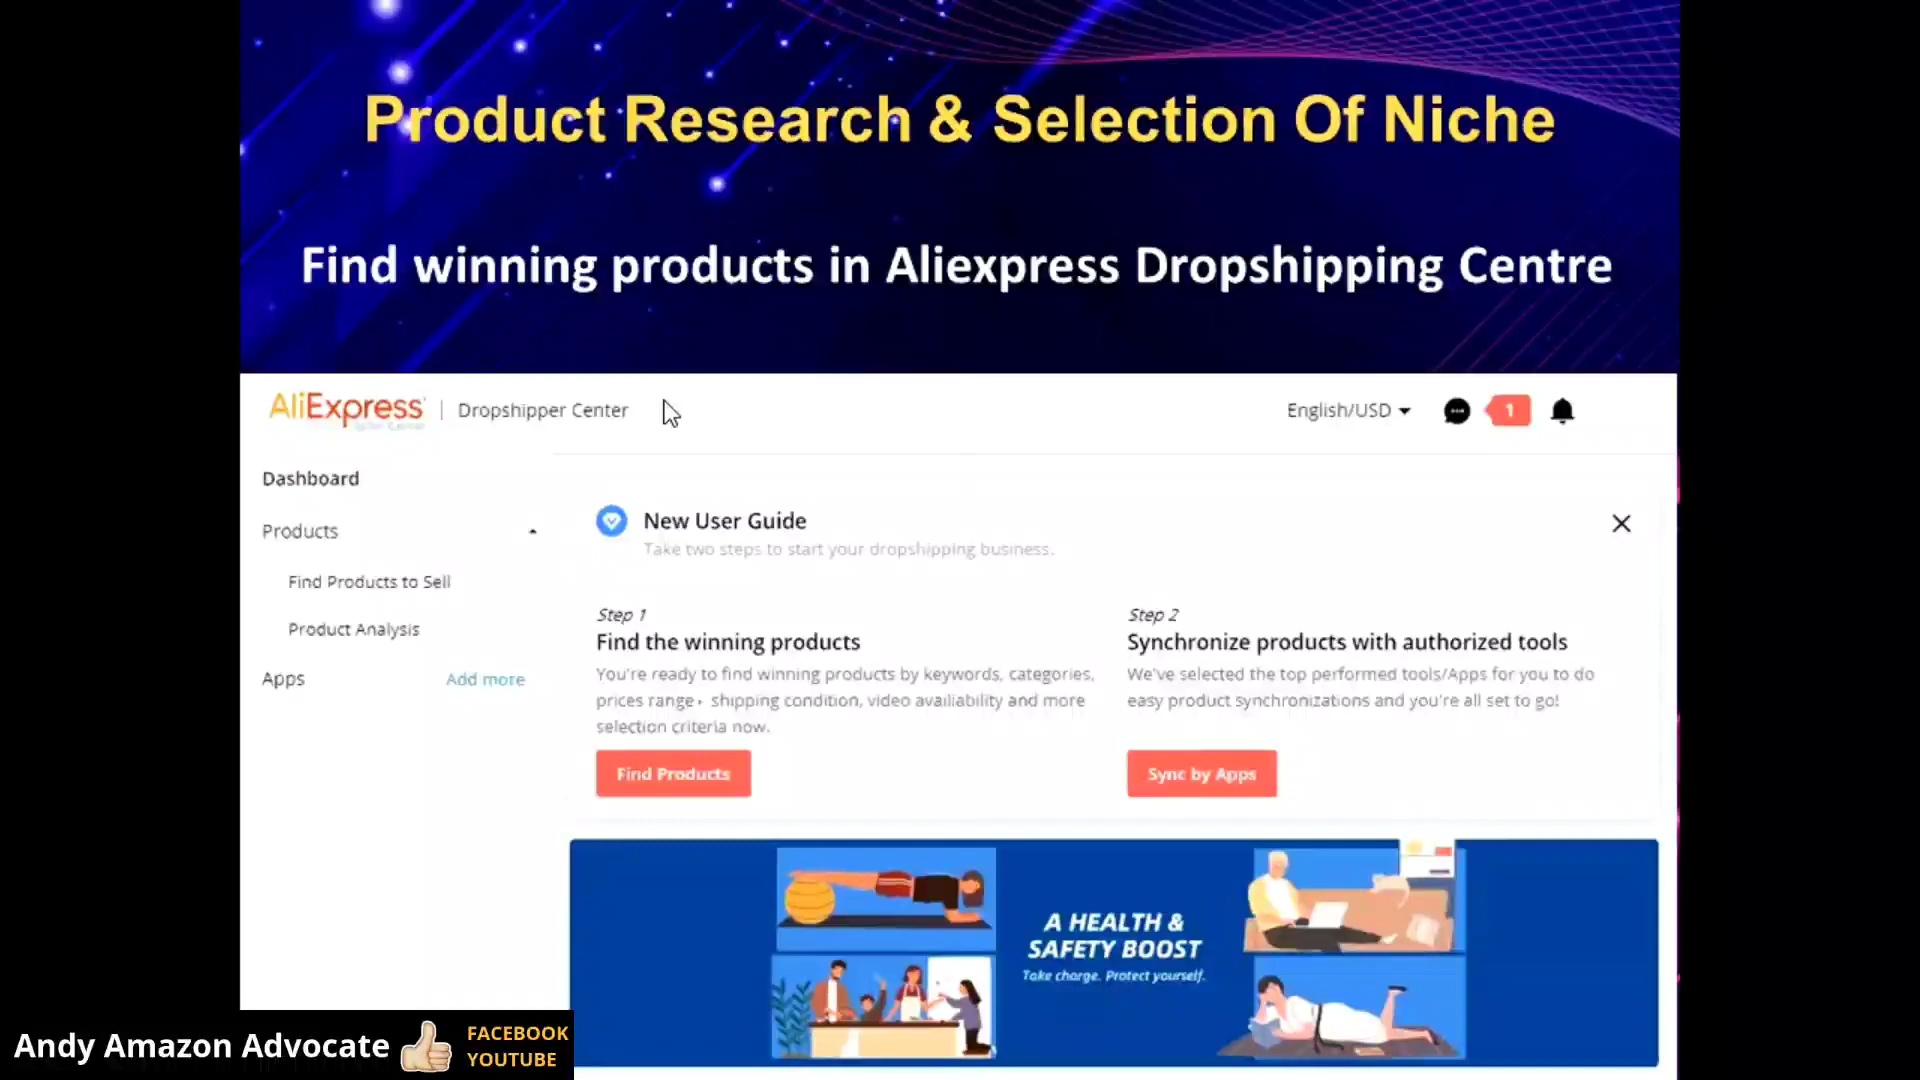 Product Research & Selection Of Niche
Find winning products in Aliexpress Dropshipping Centre
AliExpress | Dropshipper Center
English/USD
1
Dashboard
Products
Find Products to Sell
Product Analysis
Apps
Add more
New User Guide
Take two steps to start your dropshipping business.
Step 1
Find the winning products
You're ready to find winning products by keywords, categories,
prices range, shipping condition, video availiability and more
selection criteria now.
Find Products
Step 2
Synchronize products with authorized tools
We've selected the top performed tools/Apps for you to do
easy product synchronizations and you're all set to go!
Sync by Apps
A HEALTH &
SAFETY BOOST
Take charge. Protect yourself.
Andy Amazon Advocate
FACEBOOK
YOUTUBE